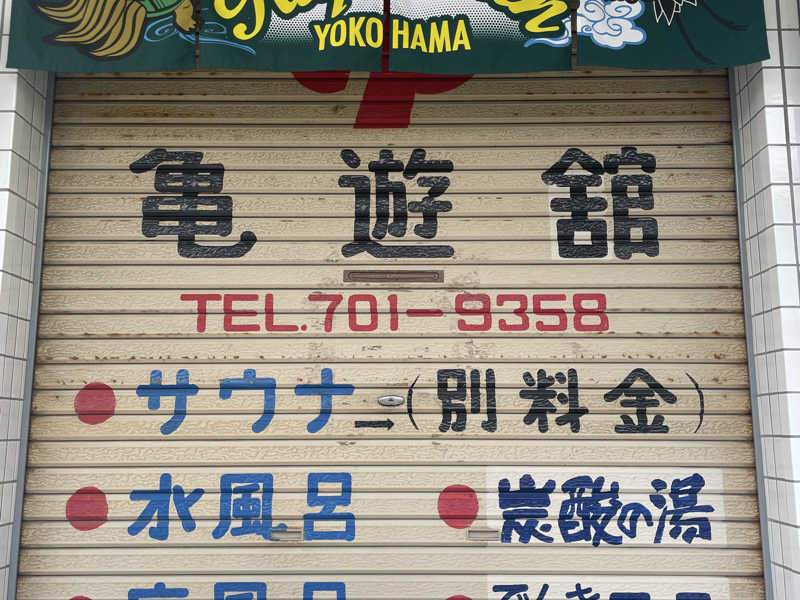 YOKOHAMA
亀遊舘
TEL.701-9358
サウナ→(別料金)
水風呂
炭酸の湯